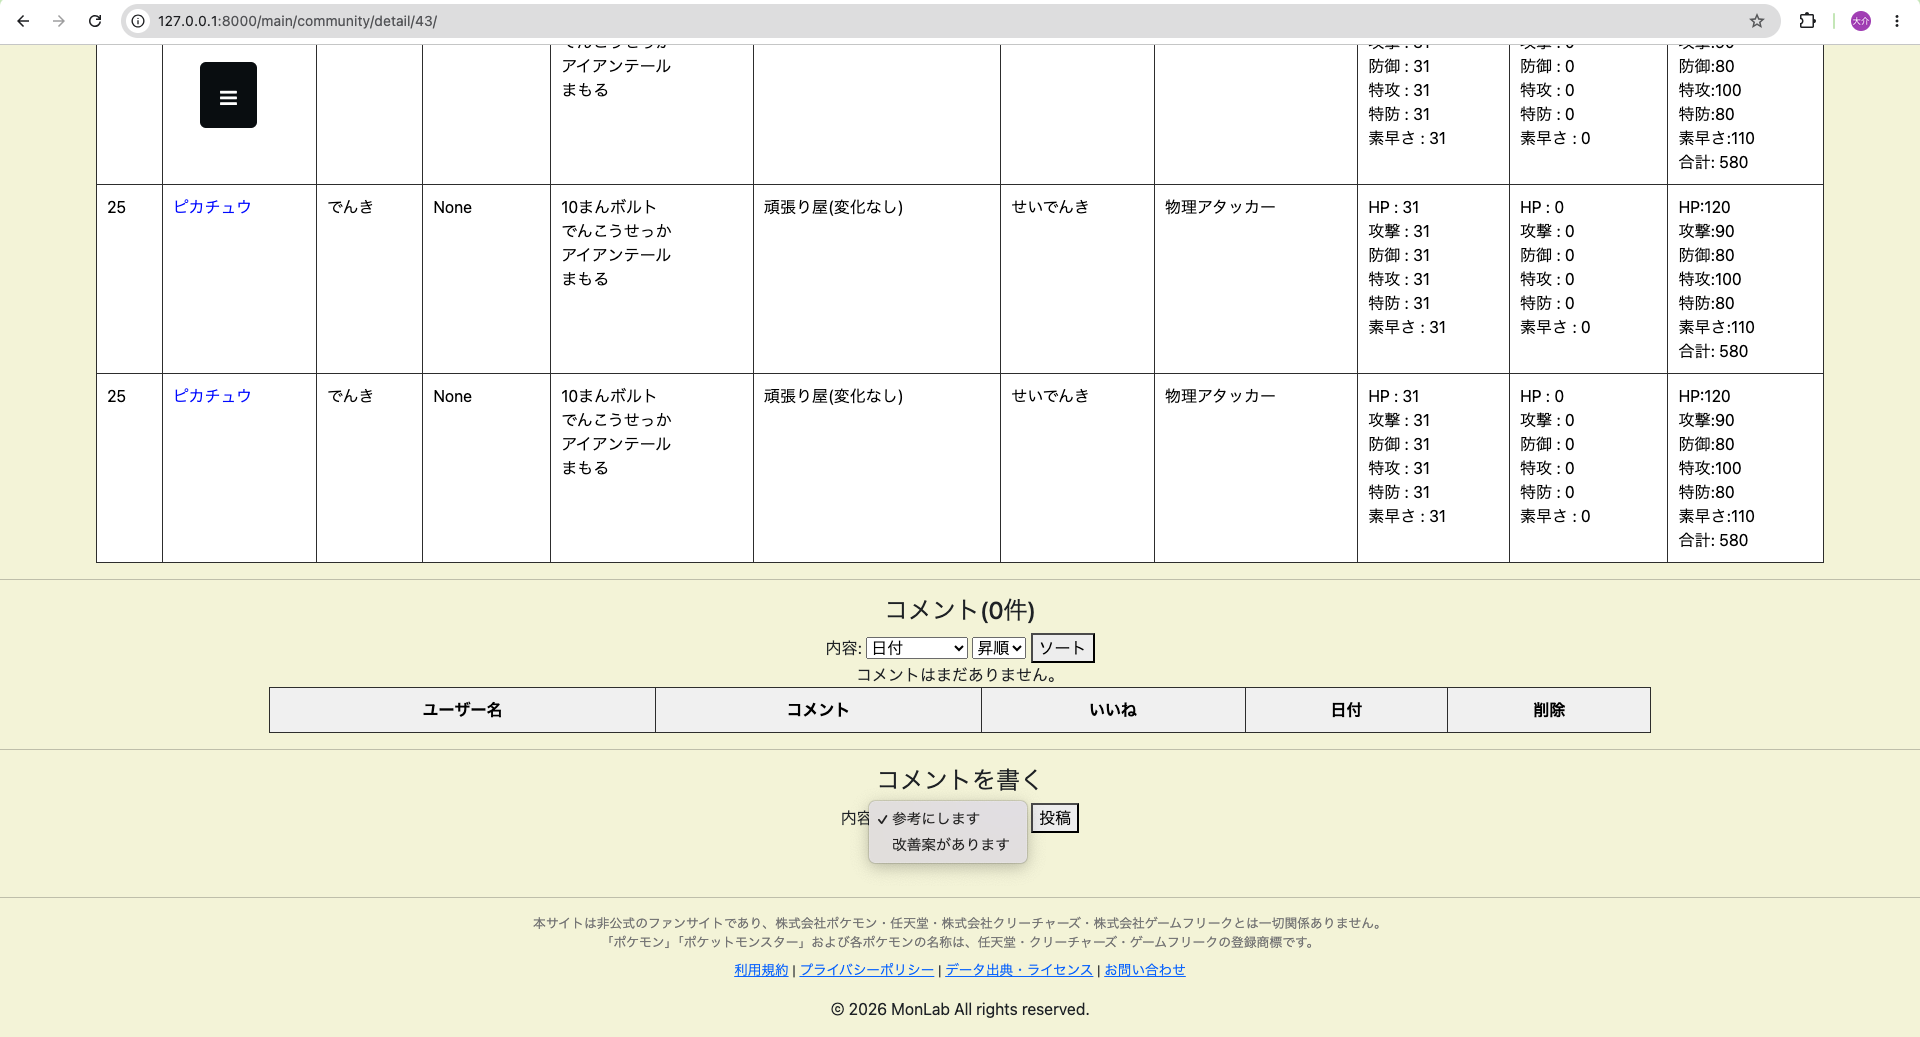 127.0.0.1:8000/main/community/detail/43/
大介
でんこうせっか
アイアンテール
まもる
攻撃 : 31
防御 : 31
特攻 : 31
特防 : 31
素早さ : 31
攻撃 : 0
防御 : 0
特攻 : 0
特防 : 0
素早さ : 0
攻撃:90
防御:80
特攻:100
特防:80
素早さ:110
合計: 580
25
ピカチュウ
でんき
None
10まんボルト
でんこうせっか
アイアンテール
まもる
頑張り屋(変化なし)
せいでんき
物理アタッカー
HP : 31
攻撃 : 31
防御 : 31
特攻 : 31
特防 : 31
素早さ : 31
HP : 0
攻撃 : 0
防御 : 0
特攻 : 0
特防 : 0
素早さ : 0
HP:120
攻撃:90
防御:80
特攻:100
特防:80
素早さ:110
合計: 580
25
ピカチュウ
でんき
None
10まんボルト
でんこうせっか
アイアンテール
まもる
頑張り屋(変化なし)
せいでんき
物理アタッカー
HP : 31
攻撃 : 31
防御 : 31
特攻 : 31
特防 : 31
素早さ : 31
HP : 0
攻撃 : 0
防御 : 0
特攻 : 0
特防 : 0
素早さ : 0
HP:120
攻撃:90
防御:80
特攻:100
特防:80
素早さ:110
合計: 580
コメント(0件)
内容: 日付 昇順 ソート
コメントはまだありません。
ユーザー名 コメント いいね 日付 削除
コメントを書く
内容 ✓ 参考にします 投稿
改善案があります
本サイトは非公式のファンサイトであり、株式会社ポケモン・任天堂・株式会社クリーチャーズ・株式会社ゲームフリークとは一切関係ありません。
「ポケモン」「ポケットモンスター」および各ポケモンの名称は、任天堂・クリーチャーズ・ゲームフリークの登録商標です。
利用規約 | プライバシーポリシー | データ出典・ライセンス | お問い合わせ
© 2026 MonLab All rights reserved.